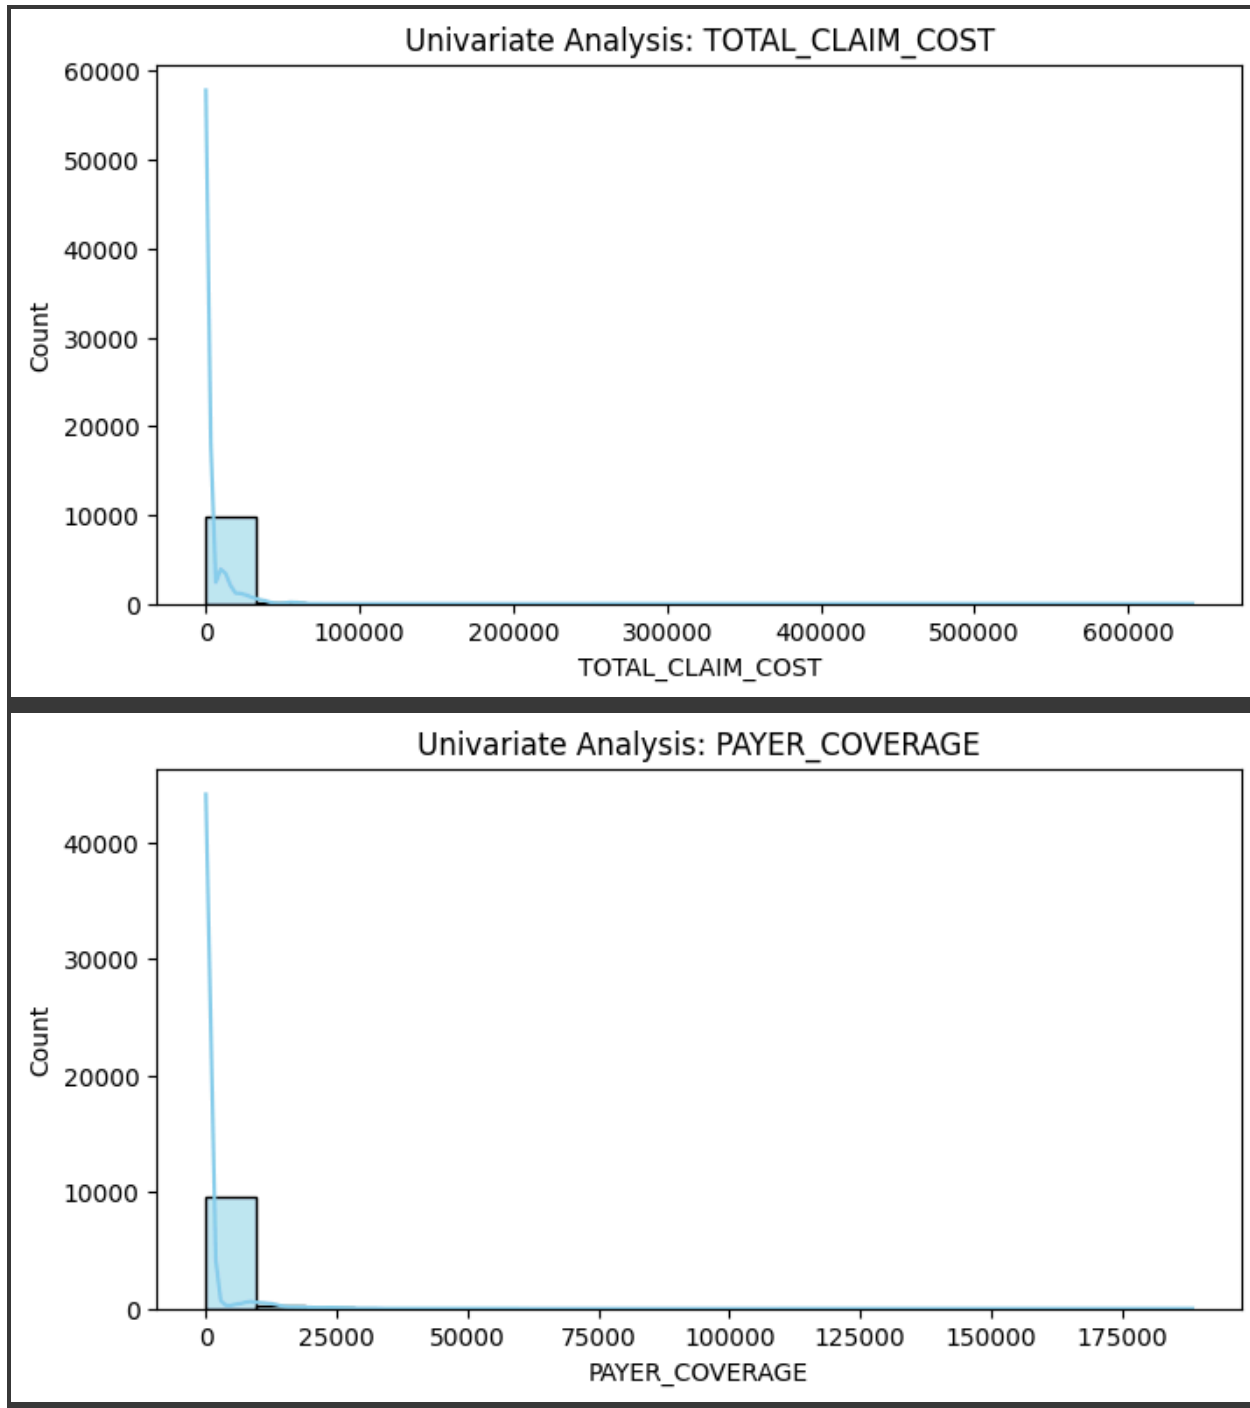 Univariate Analysis: TOTAL_CLAIM_COST
60000
50000
40000
30000
20000
10000
0
Count
0 100000 200000 300000 400000 500000 600000
TOTAL_CLAIM_COST
Univariate Analysis: PAYER_COVERAGE
40000
30000
20000
10000
0
Count
0 25000 50000 75000 100000 125000 150000 175000
PAYER_COVERAGE